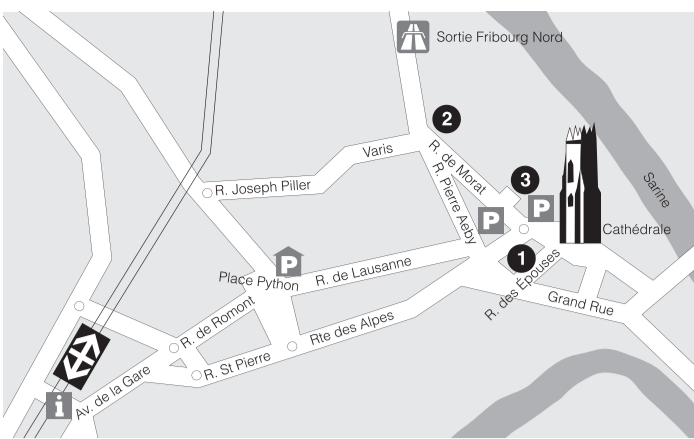 Sortie Fribourg Nord
2
Varis
R. de Morat
R. Joseph Piller
R. Pierre Aeby
3
P
P
Sarine
Cathédrale
1
P
Place Python
R. de Lausanne
R. des Épouses
Grand Rue
R. de Romont
Rte des Alpes
R. St Pierre
Av. de la Gare
i